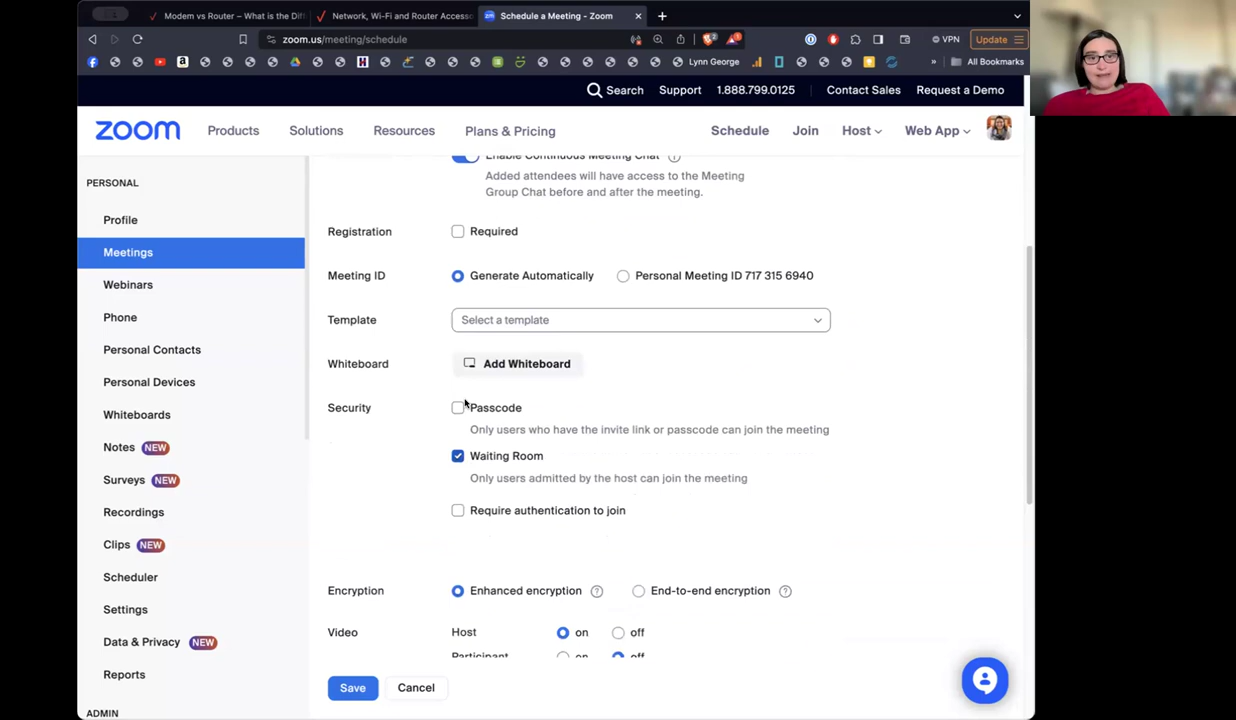 Modem vs Router – What is the Dif
Network, Wi-Fi and Router Accesso
Schedule a Meeting - Zoom
zoom.us/meeting/schedule
VPN
Update
Lynn George
All Bookmarks
Search
Support
1.888.799.0125
Contact Sales
Request a Demo
zoom
Products
Solutions
Resources
Plans & Pricing
Schedule
Join
Host
Web App
PERSONAL
Profile
Meetings
Webinars
Phone
Personal Contacts
Personal Devices
Whiteboards
Notes NEW
Surveys NEW
Recordings
Clips NEW
Scheduler
Settings
Data & Privacy NEW
Reports
ADMIN
Enable Continuous Meeting Chat
Added attendees will have access to the Meeting
Group Chat before and after the meeting.
Registration Required
Meeting ID Generate Automatically Personal Meeting ID 717 315 6940
Template Select a template
Whiteboard Add Whiteboard
Security Passcode
Only users who have the invite link or passcode can join the meeting
Waiting Room
Only users admitted by the host can join the meeting
Require authentication to join
Encryption Enhanced encryption End-to-end encryption
Video Host on off
Participant on off
Save Cancel